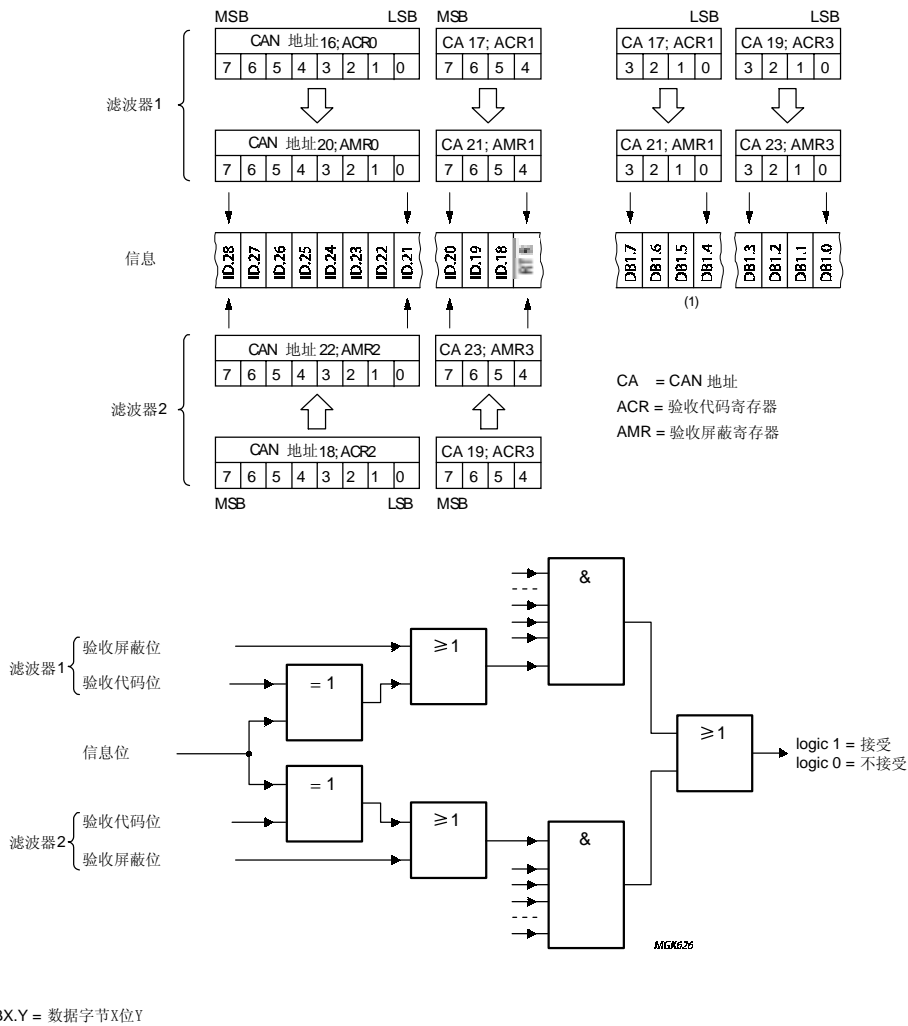 MSB LSB MSB LSB LSB
CAN 地址16;ACR0 CA 17; ACR1 CA 17; ACR1 CA 19; ACR3
7 6 5 4 3 2 1 0 7 6 5 4 3 2 1 0 3 2 1 0
滤波器1
CAN 地址20;AMR0 CA 21; AMR1 CA 21; AMR1 CA 23; AMR3
7 6 5 4 3 2 1 0 7 6 5 4 3 2 1 0 3 2 1 0
信息
ID.28 ID.27 ID.26 ID.25 ID.24 ID.23 ID.22 ID.21 ID.20 ID.19 ID.18 DB1.7 DB1.6 DB1.5 DB1.4 DB1.3 DB1.2 DB1.1 DB1.0
(1)
CAN 地址22;AMR2 CA 23; AMR3
7 6 5 4 3 2 1 0 7 6 5 4
滤波器2
CAN 地址18;ACR2 CA 19; ACR3
7 6 5 4 3 2 1 0 7 6 5 4
MSB LSB MSB
CA = CAN 地址
ACR = 验收代码寄存器
AMR = 验收屏蔽寄存器
&
滤波器1
验收屏蔽位
≥1
验收代码位
= 1
信息位
≥1
logic 1 = 接受
logic 0 = 不接受
= 1
滤波器2
验收代码位
≥1
验收屏蔽位
&
MGK626
BX.Y = 数据字节X位Y